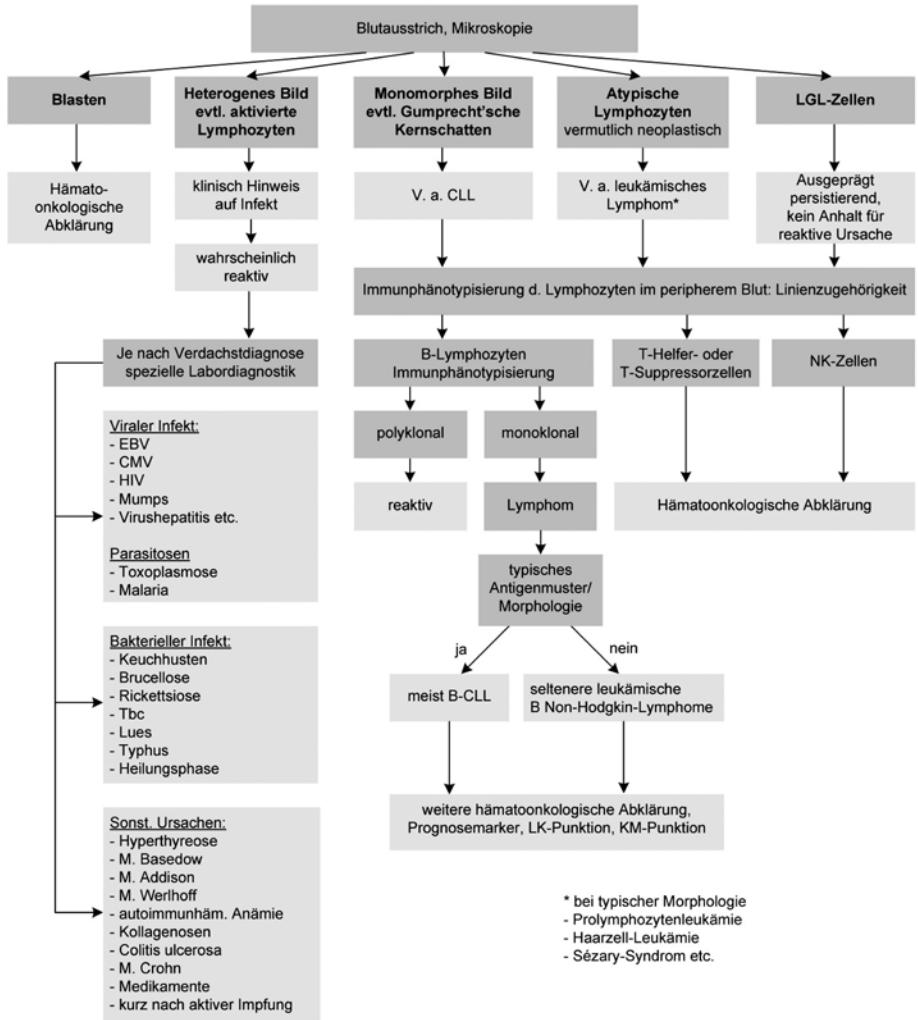 Blutausstrich, Mikroskopie
Blasten
Heterogenes Bild
evtl. aktivierte
Lymphozyten
Monomorphes Bild
evtl. Gumprecht'sche
Kernschatten
Atypische
Lymphozyten
vermutlich neoplastisch
LGL-Zellen
Hämato-
onkologische
Abklärung
klinisch Hinweis
auf Infekt
V. a. CLL
V. a. leukämisches
Lymphom*
Ausgeprägt
persistierend,
kein Anhalt für
reaktive Ursache
wahrscheinlich
reaktiv
Immunphänotypisierung d. Lymphozyten im peripherem Blut: Linienzugehörigkeit
Je nach Verdachstdiagnose
spezielle Labordiagnostik
B-Lymphozyten
Immunphänotypisierung
T-Helfer- oder
T-Suppressorzellen
NK-Zellen
polyklonal
monoklonal
reaktiv
Lymphom
Hämatoonkologische Abklärung
Viraler Infekt:
- EBV
- CMV
- HIV
- Mumps
- Virushepatitis etc.
Parasitosen
- Toxoplasmose
- Malaria
typisches
Antigenmuster/
Morphologie
ja
nein
meist B-CLL
seltenere leukämische
B Non-Hodgkin-Lymphome
Bakterieller Infekt:
- Keuchhusten
- Brucellose
- Rickettsiose
- Tbc
- Lues
- Typhus
- Heilungsphase
weitere hämatoonkologische Abklärung,
Prognosemarker, LK-Punktion, KM-Punktion
Sonst. Ursachen:
- Hyperthyreose
- M. Basedow
- M. Addison
- M. Werlhoff
- autoimmunhäm. Anämie
- Kollagenosen
- Colitis ulcerosa
- M. Crohn
- Medikamente
- kurz nach aktiver Impfung
* bei typischer Morphologie
- Prolymphozytenleukämie
- Haarzell-Leukämie
- Sézary-Syndrom etc.